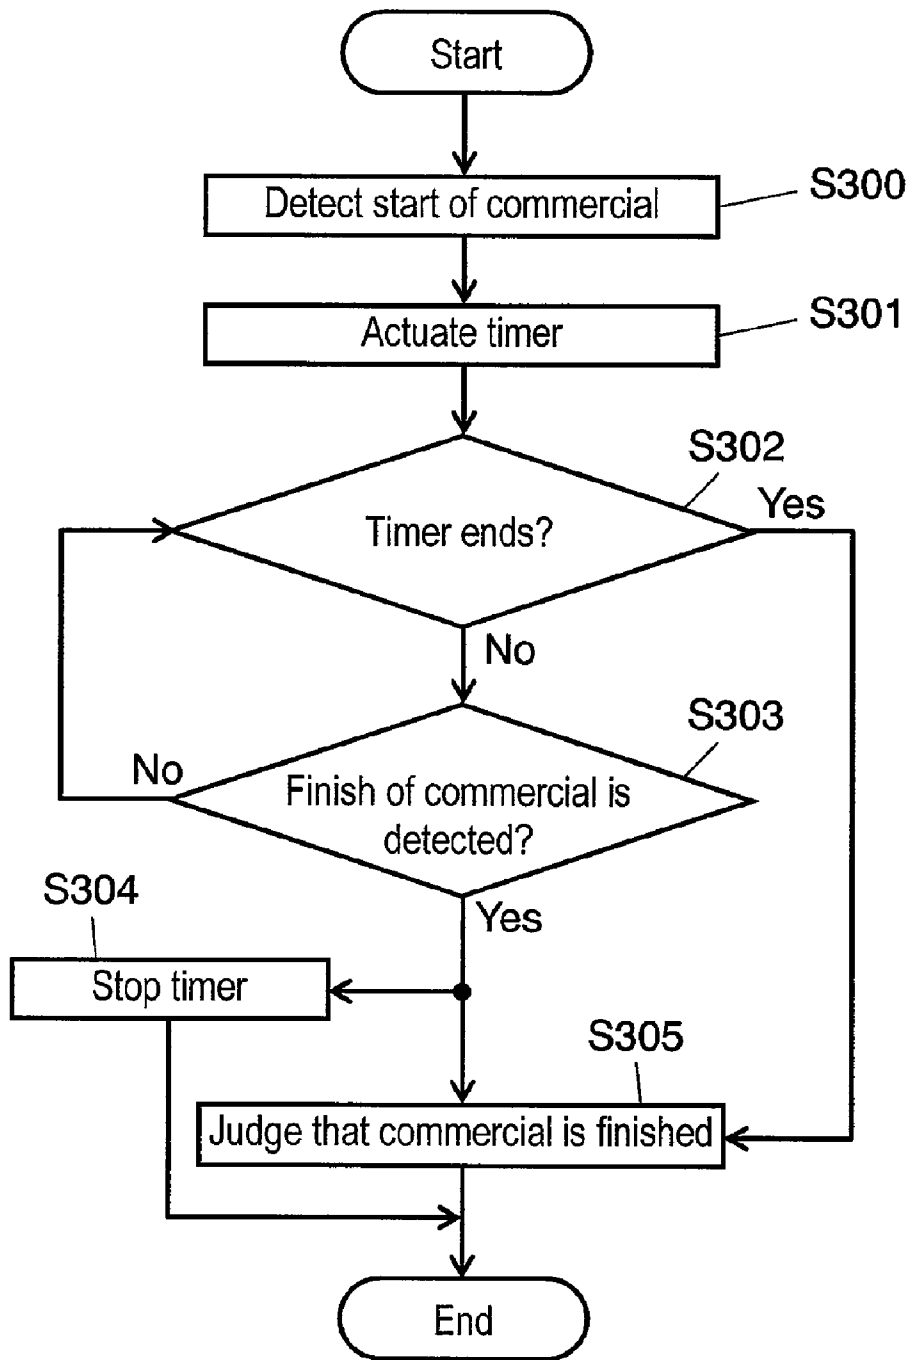 Start
S300
Detect start of commercial
S301
Actuate timer
S302
Yes
Timer ends?
No
S303
No
Finish of commercial is
detected?
S304
Yes
Stop timer
S305
Judge that commercial is finished
End